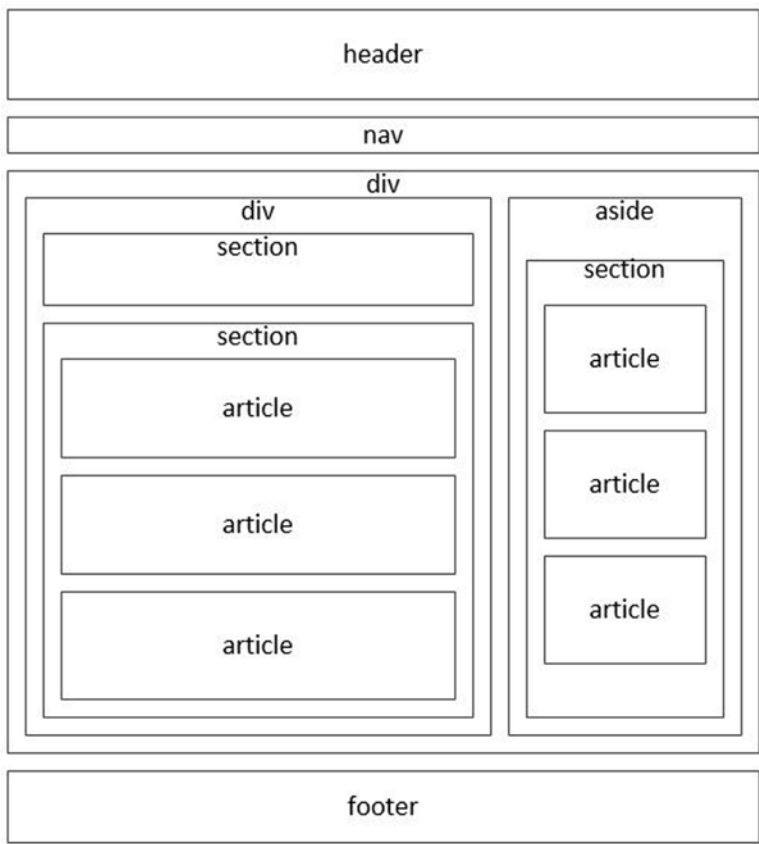 header
nav
div
div
section
section
article
article
article
aside
section
article
article
article
footer